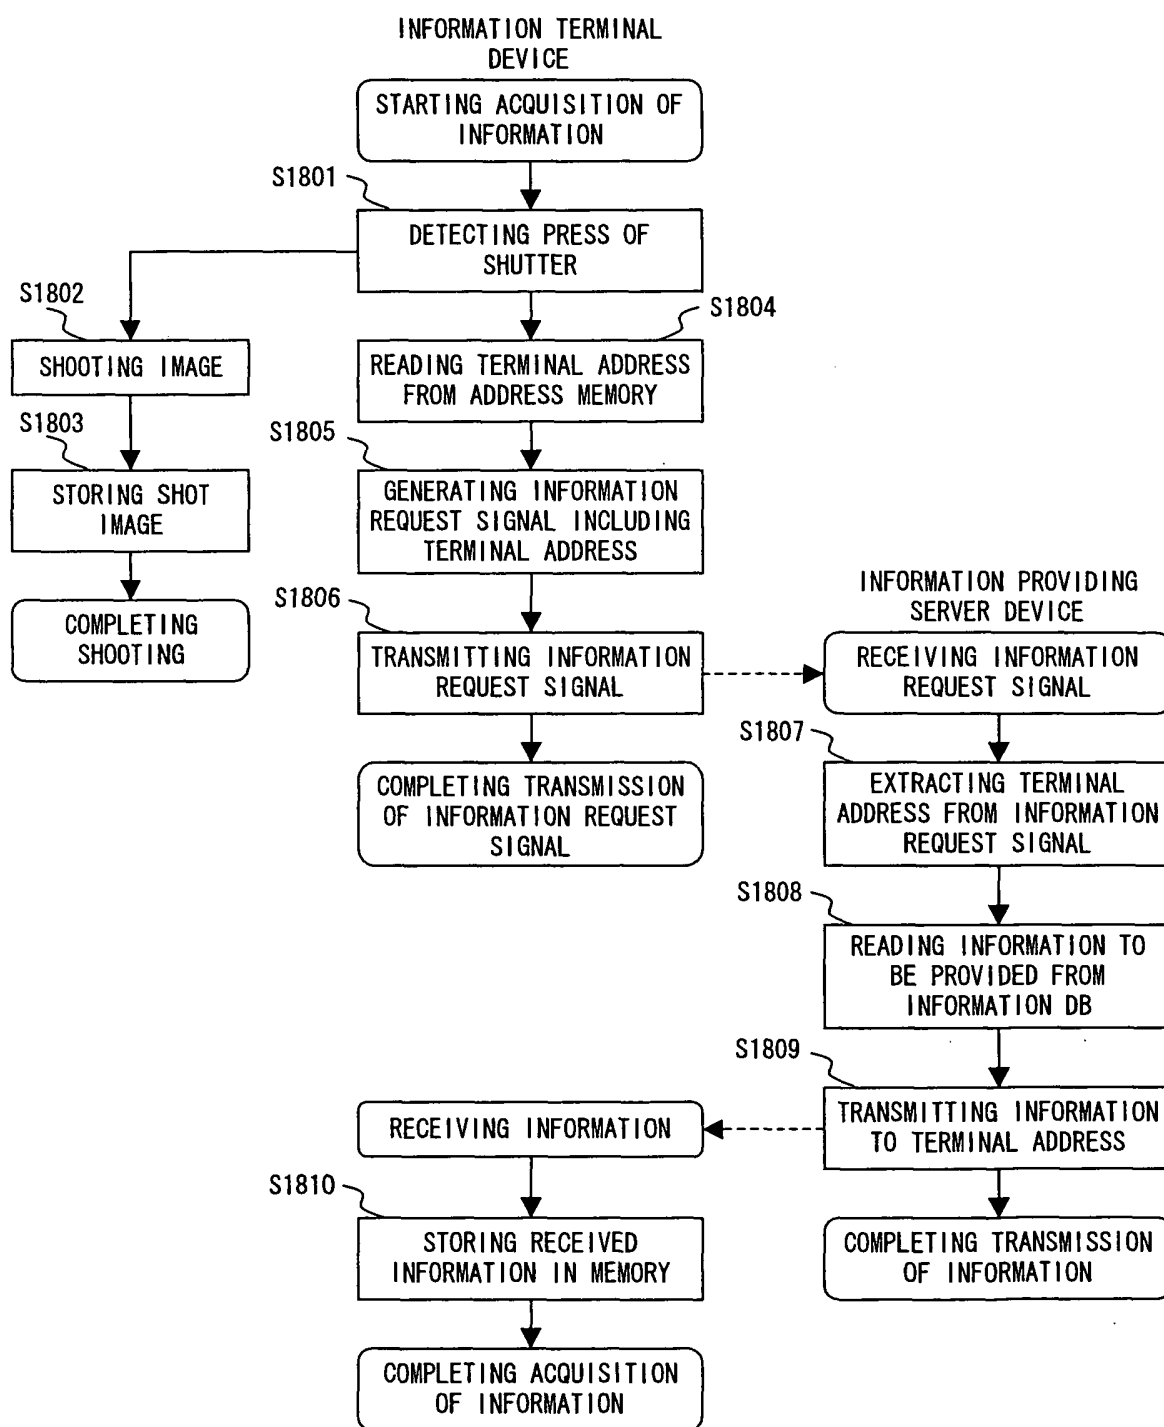 INFORMATION TERMINAL
DEVICE
STARTING ACQUISITION OF
INFORMATION
S1801
DETECTING PRESS OF
SHUTTER
S1802
SHOOTING IMAGE
S1803
STORING SHOT
IMAGE
COMPLETING
SHOOTING
S1804
READING TERMINAL ADDRESS
FROM ADDRESS MEMORY
S1805
GENERATING INFORMATION
REQUEST SIGNAL INCLUDING
TERMINAL ADDRESS
S1806
TRANSMITTING INFORMATION
REQUEST SIGNAL
COMPLETING TRANSMISSION
OF INFORMATION REQUEST
SIGNAL
INFORMATION PROVIDING
SERVER DEVICE
RECEIVING INFORMATION
REQUEST SIGNAL
S1807
EXTRACTING TERMINAL
ADDRESS FROM INFORMATION
REQUEST SIGNAL
S1808
READING INFORMATION TO
BE PROVIDED FROM
INFORMATION DB
S1809
TRANSMITTING INFORMATION
TO TERMINAL ADDRESS
COMPLETING TRANSMISSION
OF INFORMATION
RECEIVING INFORMATION
S1810
STORING RECEIVED
INFORMATION IN MEMORY
COMPLETING ACQUISITION
OF INFORMATION